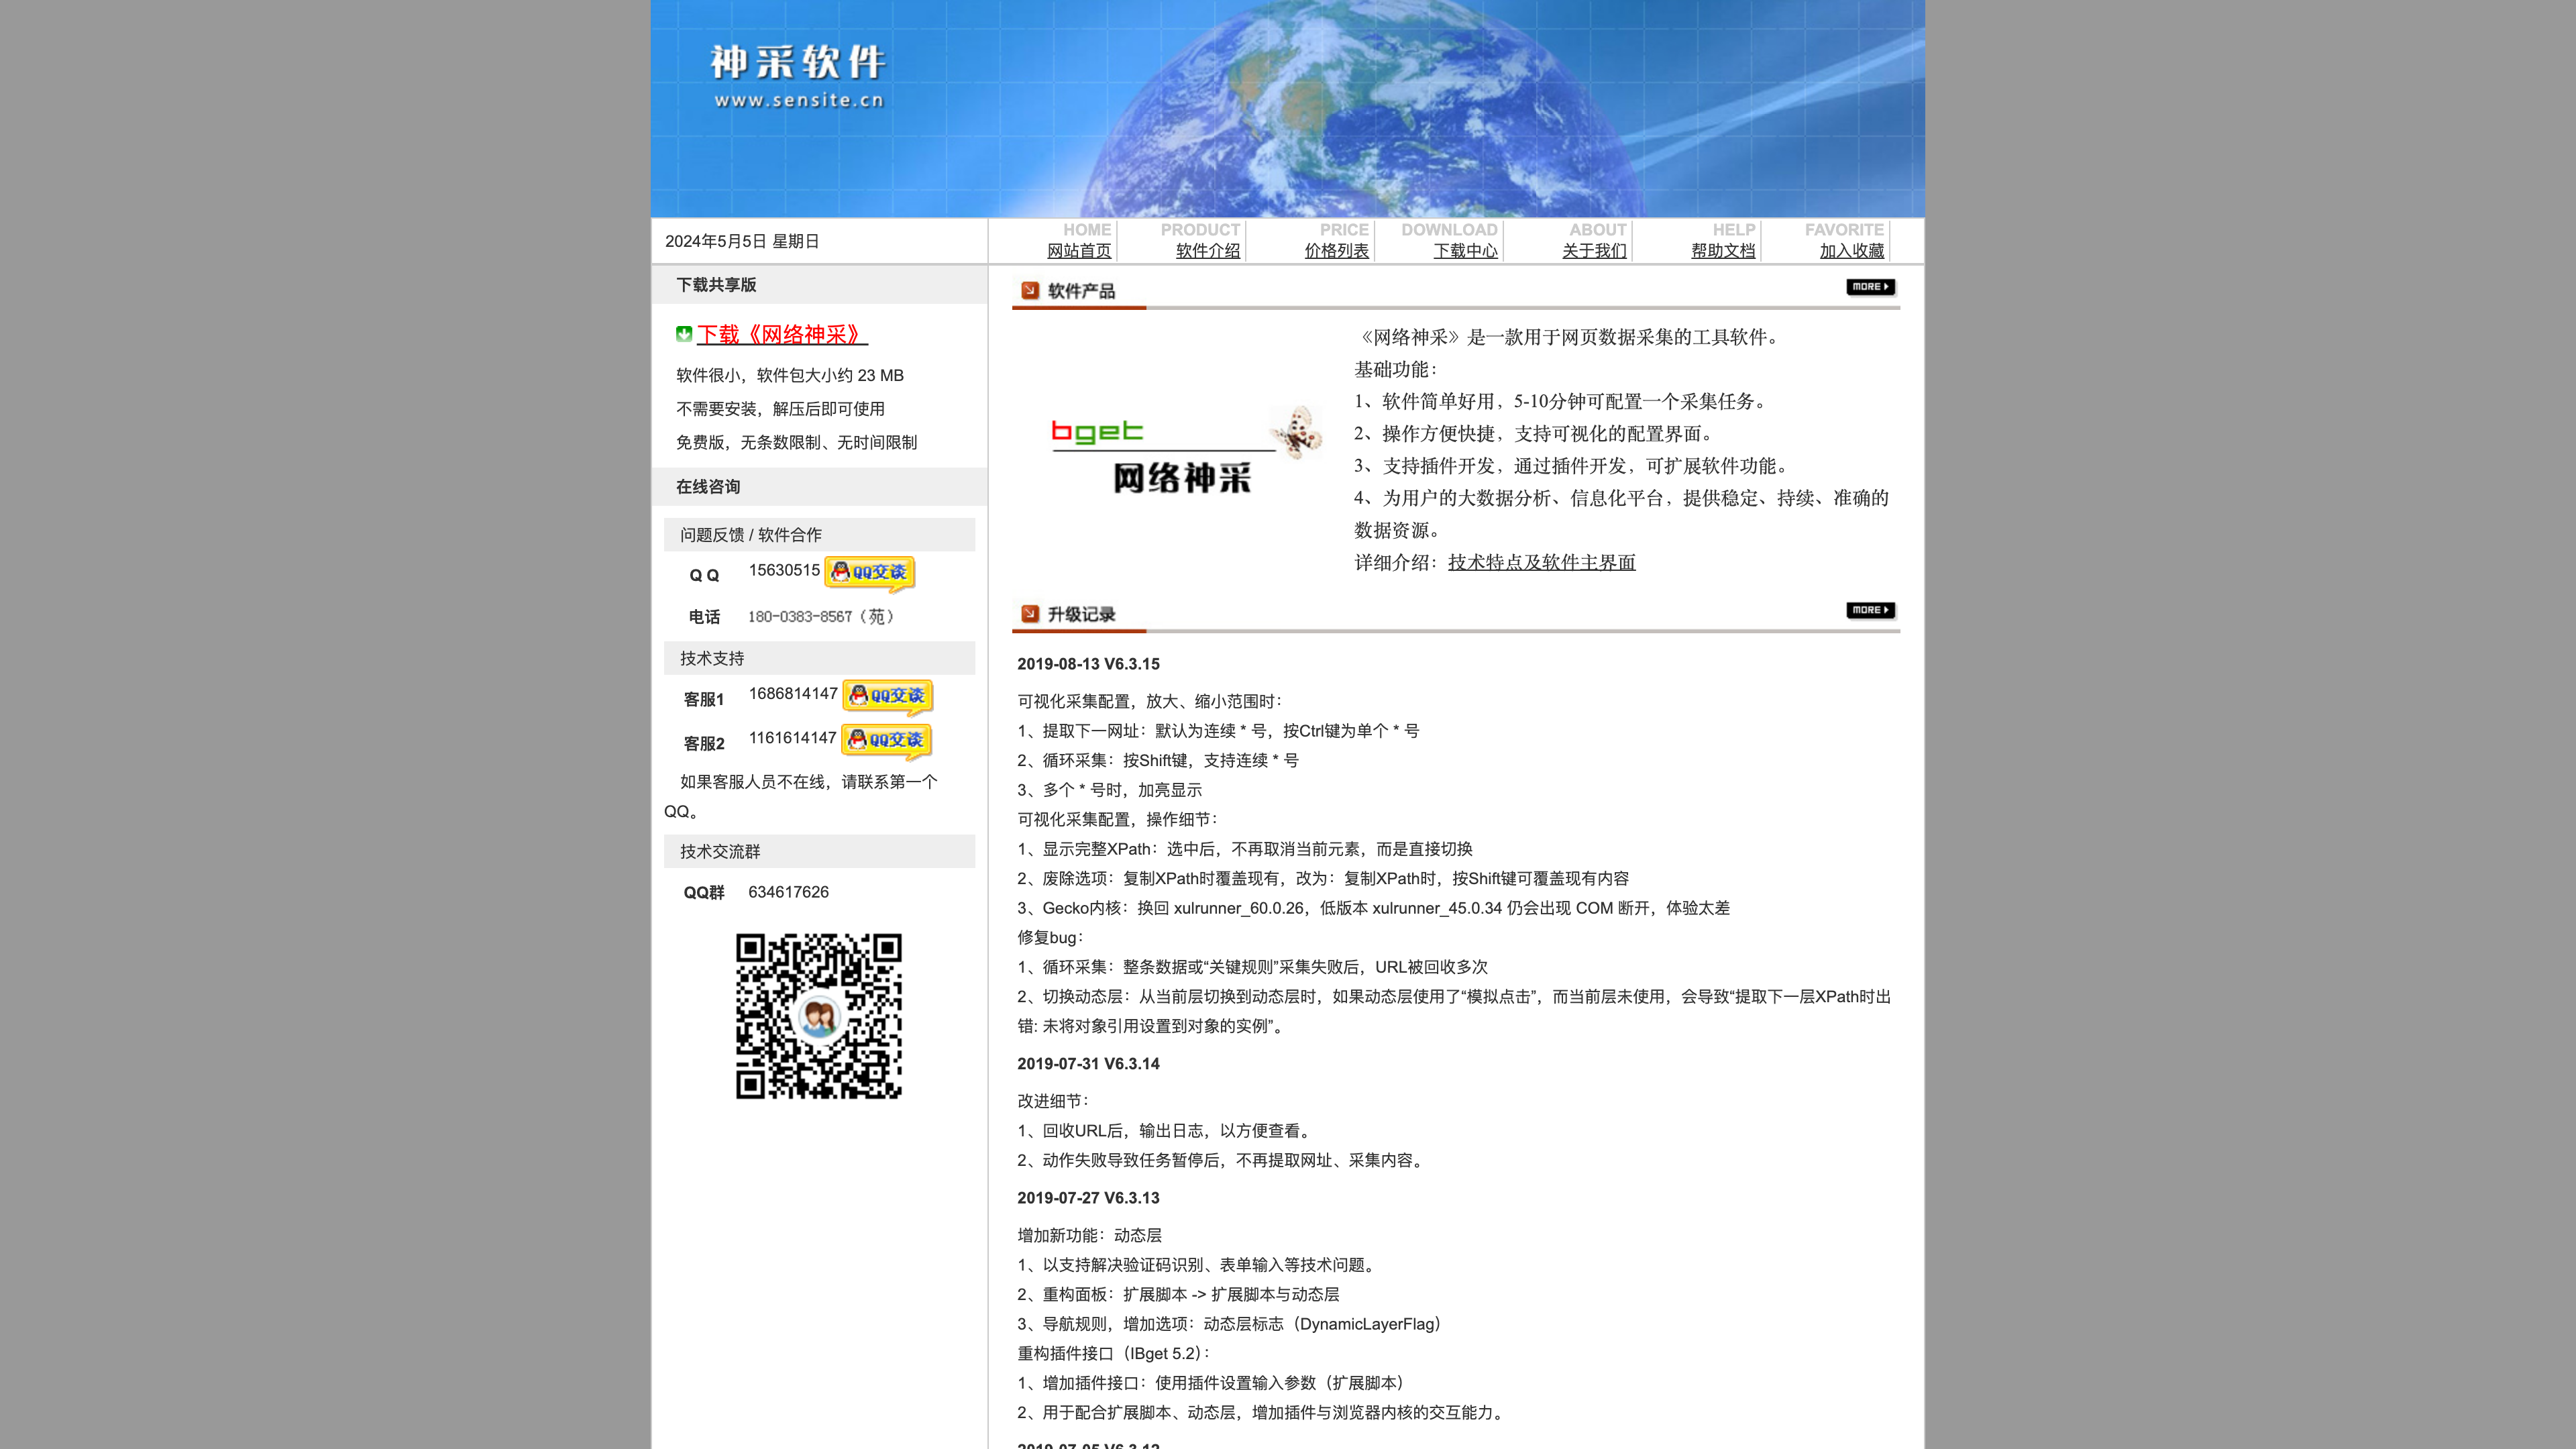 神采软件
www.sensite.cn
2024年5月5日 星期日
HOME
网站首页
PRODUCT
软件介绍
PRICE
价格列表
DOWNLOAD
下载中心
ABOUT
关于我们
HELP
帮助文档
FAVORITE
加入收藏
下载共享版
下载《网络神采》
软件很小，软件包大小约 23 MB
不需要安装，解压后即可使用
免费版，无条数限制、无时间限制
在线咨询
问题反馈 / 软件合作
Q Q 15630515 QQ交谈
电话 180-0383-8567（苑）
技术支持
客服1 1686814147 QQ交谈
客服2 1161614147 QQ交谈
如果客服人员不在线，请联系第一个
QQ。
技术交流群
QQ群 634617626
软件产品
MORE
bget
网络神采
《网络神采》是一款用于网页数据采集的工具软件。
基础功能：
1、软件简单好用，5-10分钟可配置一个采集任务。
2、操作方便快捷，支持可视化的配置界面。
3、支持插件开发，通过插件开发，可扩展软件功能。
4、为用户的大数据分析、信息化平台，提供稳定、持续、准确的
数据资源。
详细介绍：技术特点及软件主界面
升级记录
MORE
2019-08-13 V6.3.15
可视化采集配置，放大、缩小范围时：
1、提取下一网址：默认为连续 * 号，按Ctrl键为单个 * 号
2、循环采集：按Shift键，支持连续 * 号
3、多个 * 号时，加亮显示
可视化采集配置，操作细节：
1、显示完整XPath：选中后，不再取消当前元素，而是直接切换
2、废除选项：复制XPath时覆盖现有，改为：复制XPath时，按Shift键可覆盖现有内容
3、Gecko内核：换回 xulrunner_60.0.26，低版本 xulrunner_45.0.34 仍会出现 COM 断开，体验太差
修复bug：
1、循环采集：整条数据或“关键规则”采集失败后，URL被回收多次
2、切换动态层：从当前层切换到动态层时，如果动态层使用了“模拟点击”，而当前层未使用，会导致“提取下一层XPath时出
错: 未将对象引用设置到对象的实例”。
2019-07-31 V6.3.14
改进细节：
1、回收URL后，输出日志，以方便查看。
2、动作失败导致任务暂停后，不再提取网址、采集内容。
2019-07-27 V6.3.13
增加新功能：动态层
1、以支持解决验证码识别、表单输入等技术问题。
2、重构面板：扩展脚本 -> 扩展脚本与动态层
3、导航规则，增加选项：动态层标志（DynamicLayerFlag）
重构插件接口（IBget 5.2）：
1、增加插件接口：使用插件设置输入参数（扩展脚本）
2、用于配合扩展脚本、动态层，增加插件与浏览器内核的交互能力。
2019-07-05 V6.3.12